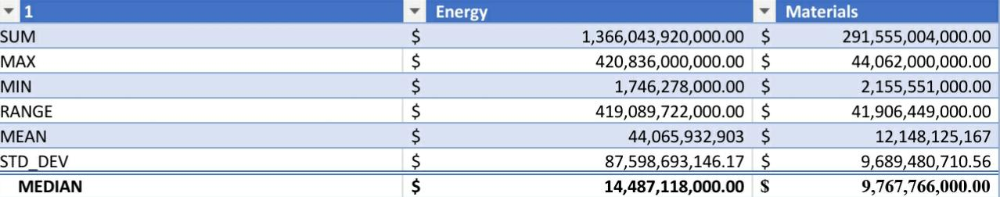 1 Energy Materials
SUM $ 1,366,043,920,000.00 $ 291,555,004,000.00
MAX $ 420,836,000,000.00 $ 44,062,000,000.00
MIN $ 1,746,278,000.00 $ 2,155,551,000.00
RANGE $ 419,089,722,000.00 $ 41,906,449,000.00
MEAN $ 44,065,932,903 $ 12,148,125,167
STD_DEV $ 87,598,693,146.17 $ 9,689,480,710.56
MEDIAN $ 14,487,118,000.00 $ 9,767,766,000.00